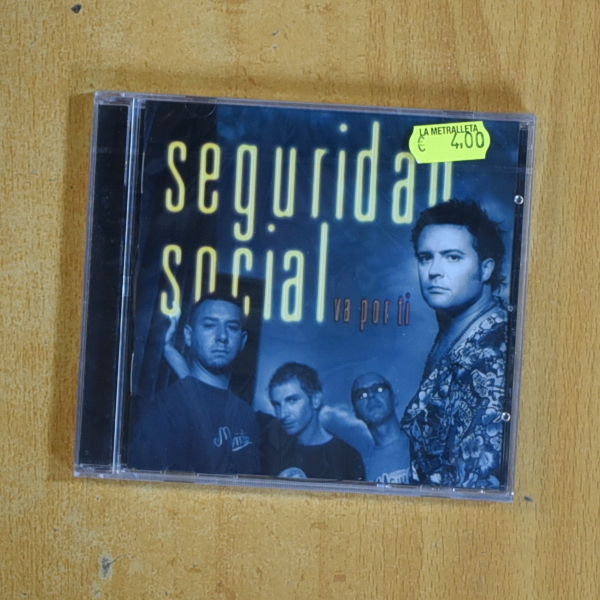 LA METRALLETA
€ 4,00
seguridad
social
va por ti